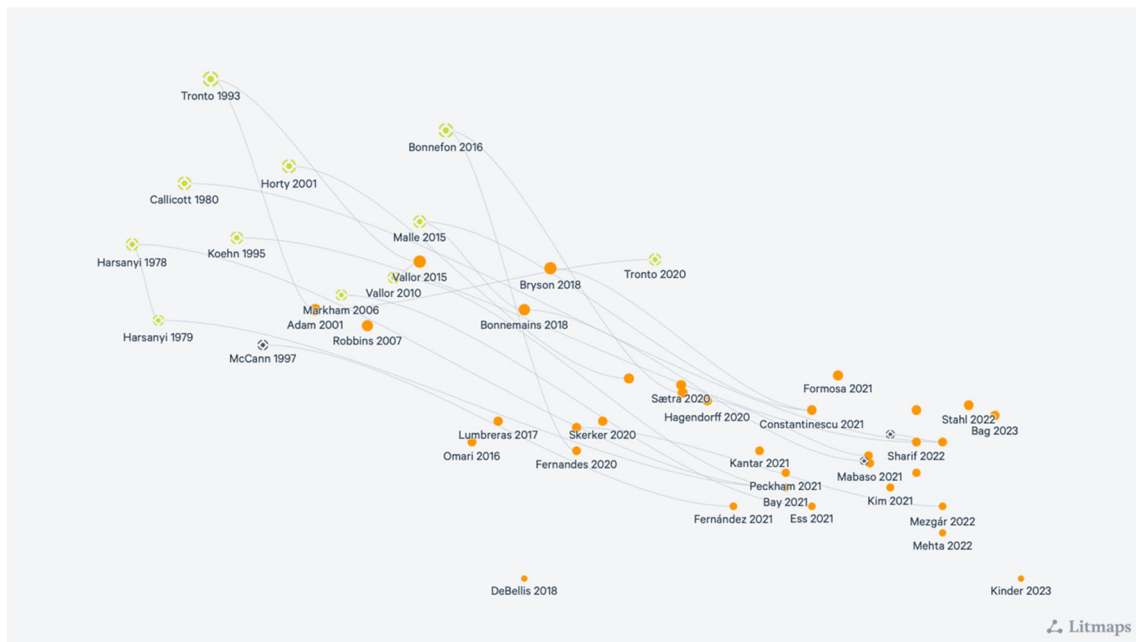 Tronto 1993
Bonnefon 2016
Horty 2001
Callicott 1980
Malle 2015
Koehn 1995
Harsanyi 1978
Tronto 2020
Vallor 2015
Bryson 2018
Vallor 2010
Markham 2006
Adam 2001
Bonnemains 2018
Harsanyi 1979
Robbins 2007
McCann 1997
Formosa 2021
Sætra 2020
Hagendorff 2020
Stahl 2022
Constantinescu 2021
Bag 2023
Lumbreras 2017
Skerker 2020
Omari 2016
Sharif 2022
Fernandes 2020
Kantar 2021
Mabaso 2021
Peckham 2021
Bay 2021
Kim 2021
Fernández 2021
Ess 2021
Mezgár 2022
Mehta 2022
DeBellis 2018
Kinder 2023
Litmaps